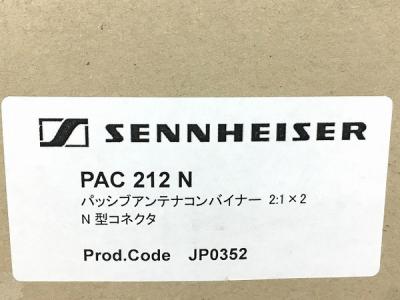 SENNHEISER
PAC 212 N
パッシブアンテナコンバイナー 2:1×2
N 型コネクタ
Prod.Code JP0352